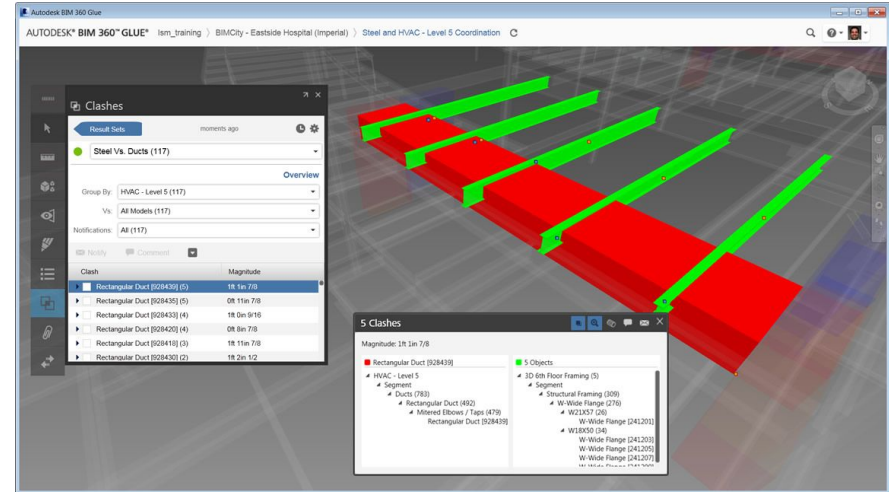 Autodesk BIM 360 Glue
AUTODESK® BIM 360™ GLUE® lsm_training 〉 BIMCity - Eastside Hospital (Imperial) 〉 Steel and HVAC - Level 5 Coordination
Clashes
Result Sets moments ago
Steel Vs. Ducts (117)
Overview
Group By: HVAC - Level 5 (117)
Vs: All Models (117)
Notifications: All (117)
Notify Comment
Clash Magnitude
Rectangular Duct [928439] (5) 1ft 1in 7/8
Rectangular Duct [928435] (5) 0ft 11in 7/8
Rectangular Duct [928433] (4) 1ft 0in 9/16
Rectangular Duct [928420] (4) 0ft 8in 7/8
Rectangular Duct [928418] (3) 1ft 11in 7/8
Rectangular Duct [928430] (2) 1ft 2in 1/2
5 Clashes
Magnitude: 1ft 1in 7/8
Rectangular Duct [928439] 5 Objects
HVAC - Level 5
Segment
Ducts (783)
Rectangular Duct (492)
Mitered Elbows / Taps (479)
Rectangular Duct [928439]
3D 6th Floor Framing (5)
Segment
Structural Framing (309)
W-Wide Flange (276)
W21X57 (26)
W-Wide Flange [241201]
W18X50 (34)
W-Wide Flange [241203]
W-Wide Flange [241205]
W-Wide Flange [241207]